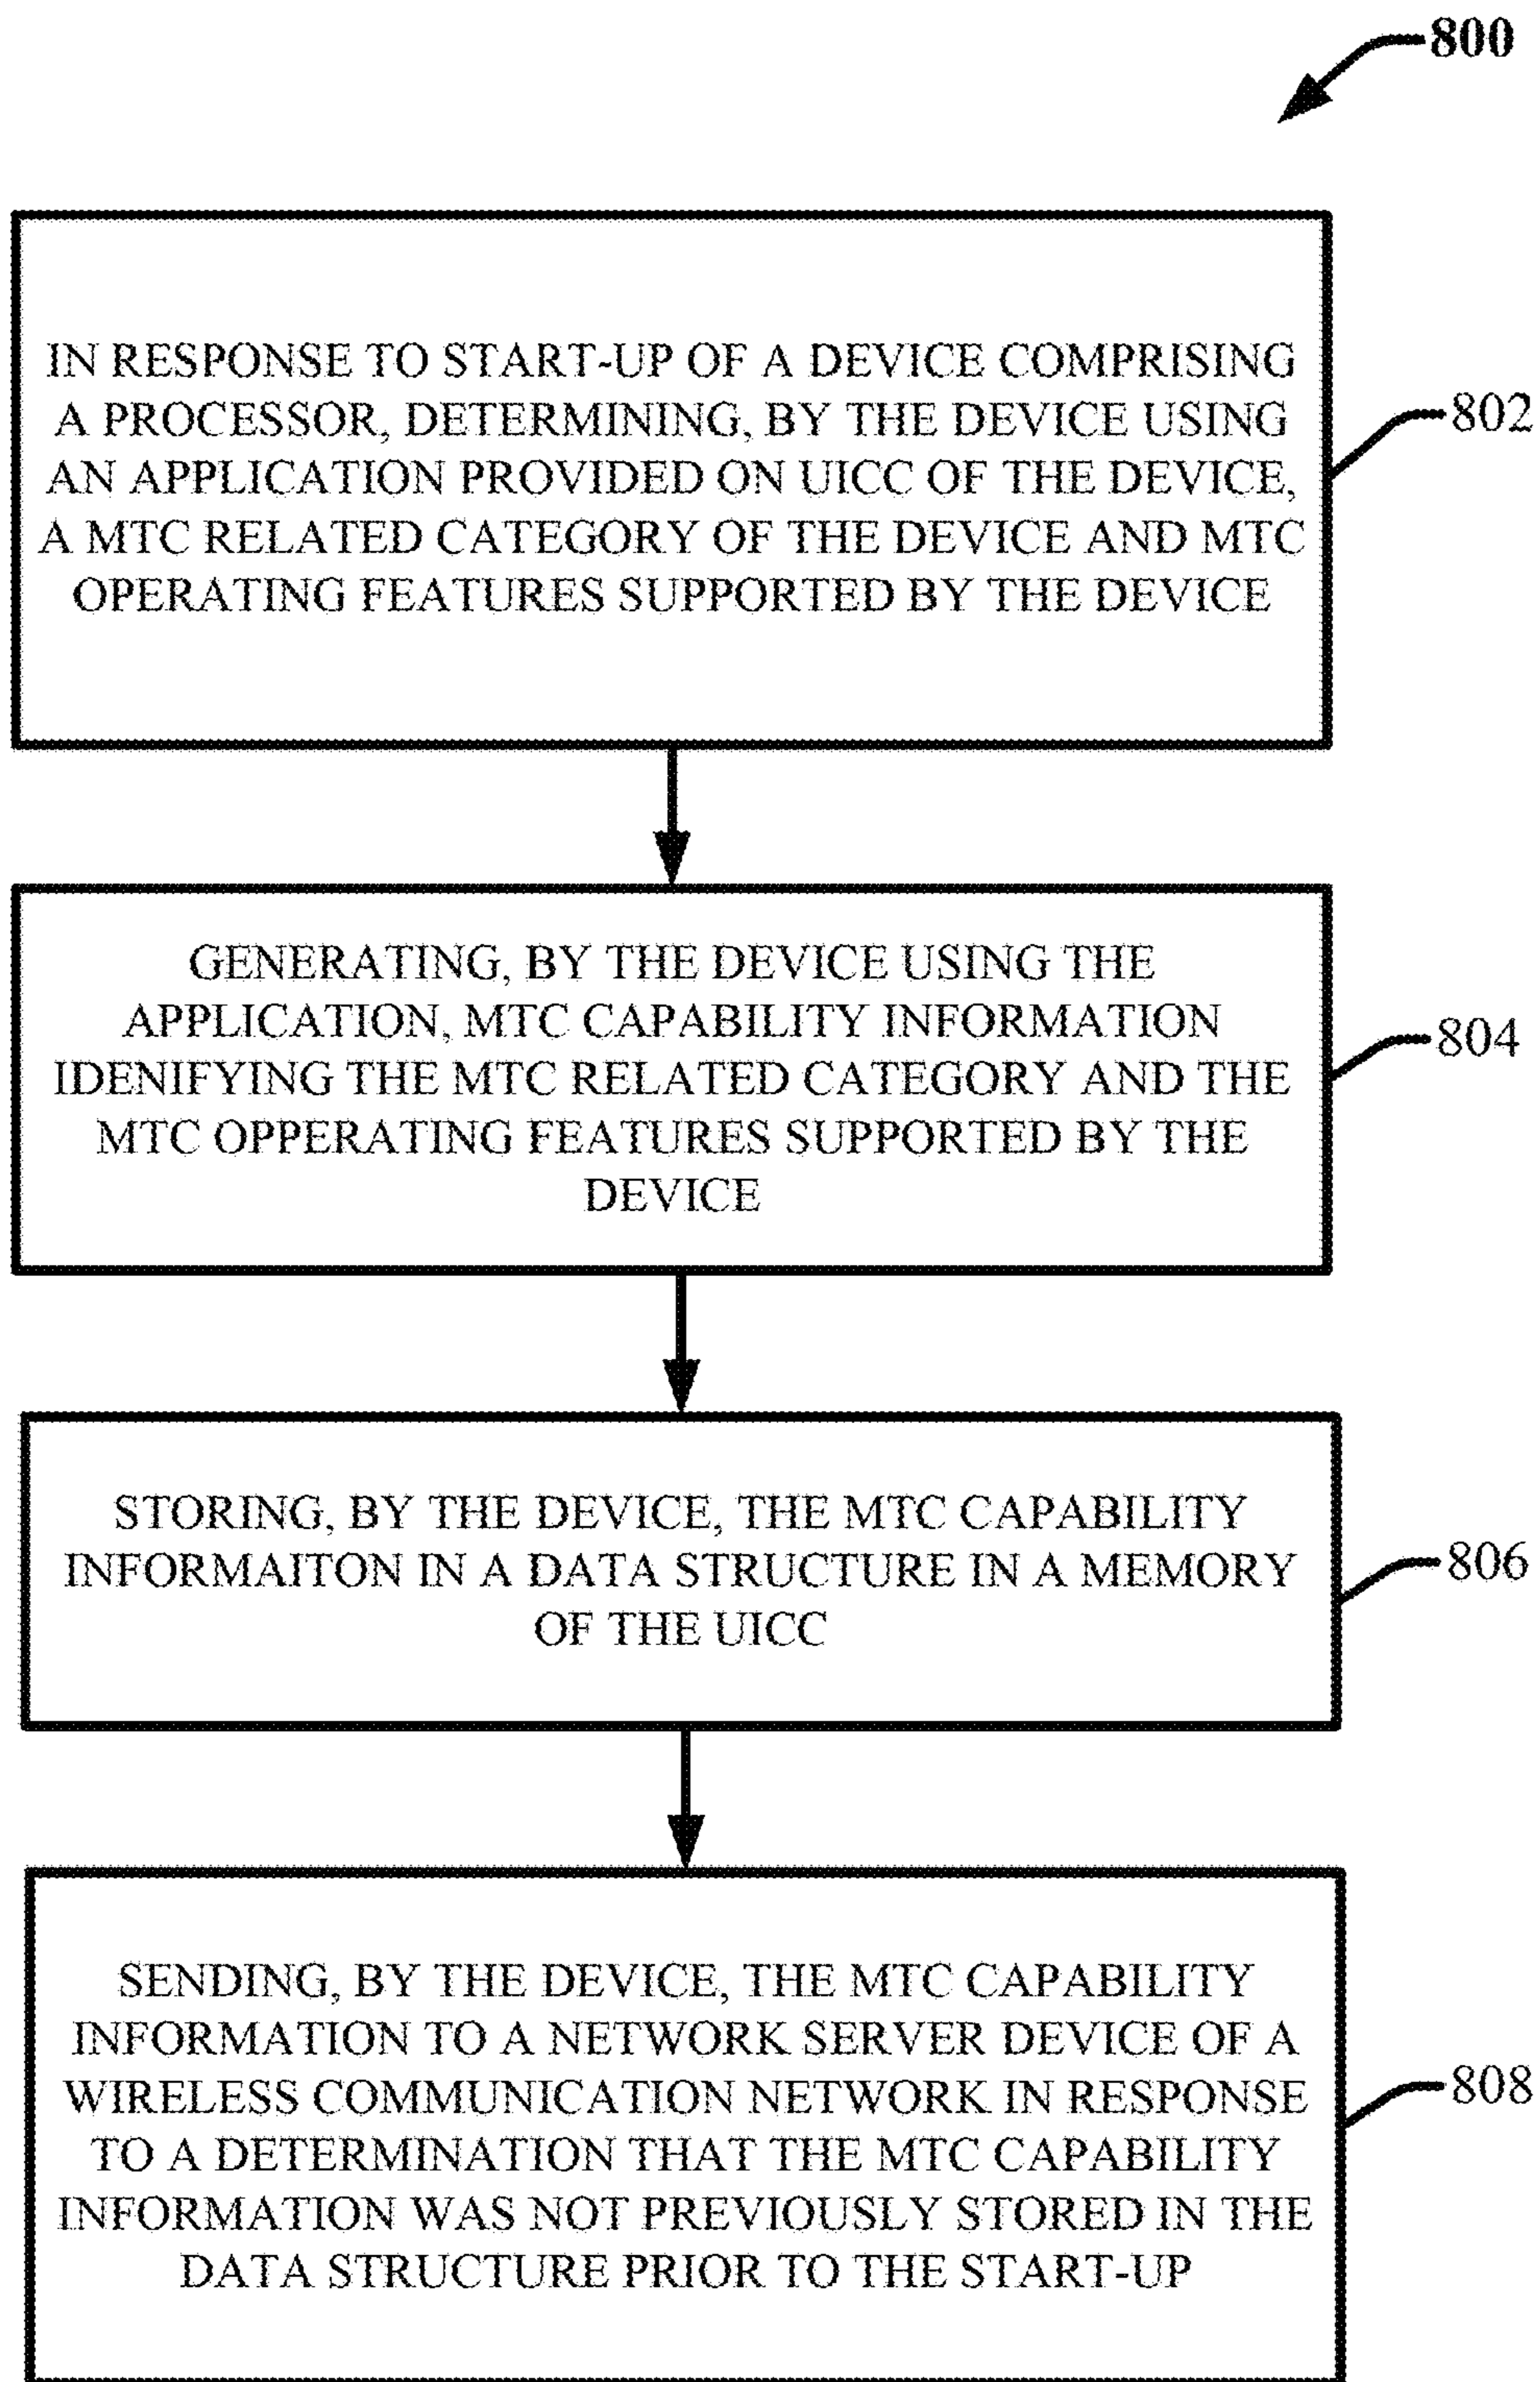 800
IN RESPONSE TO START-UP OF A DEVICE COMPRISING
A PROCESSOR, DETERMINING, BY THE DEVICE USING
AN APPLICATION PROVIDED ON UICC OF THE DEVICE,
A MTC RELATED CATEGORY OF THE DEVICE AND MTC
OPERATING FEATURES SUPPORTED BY THE DEVICE
802
GENERATING, BY THE DEVICE USING THE
APPLICATION, MTC CAPABILITY INFORMATION
IDENIFYING THE MTC RELATED CATEGORY AND THE
MTC OPPERATING FEATURES SUPPORTED BY THE
DEVICE
804
STORING, BY THE DEVICE, THE MTC CAPABILITY
INFORMAITON IN A DATA STRUCTURE IN A MEMORY
OF THE UICC
806
SENDING, BY THE DEVICE, THE MTC CAPABILITY
INFORMATION TO A NETWORK SERVER DEVICE OF A
WIRELESS COMMUNICATION NETWORK IN RESPONSE
TO A DETERMINATION THAT THE MTC CAPABILITY
INFORMATION WAS NOT PREVIOUSLY STORED IN THE
DATA STRUCTURE PRIOR TO THE START-UP
808